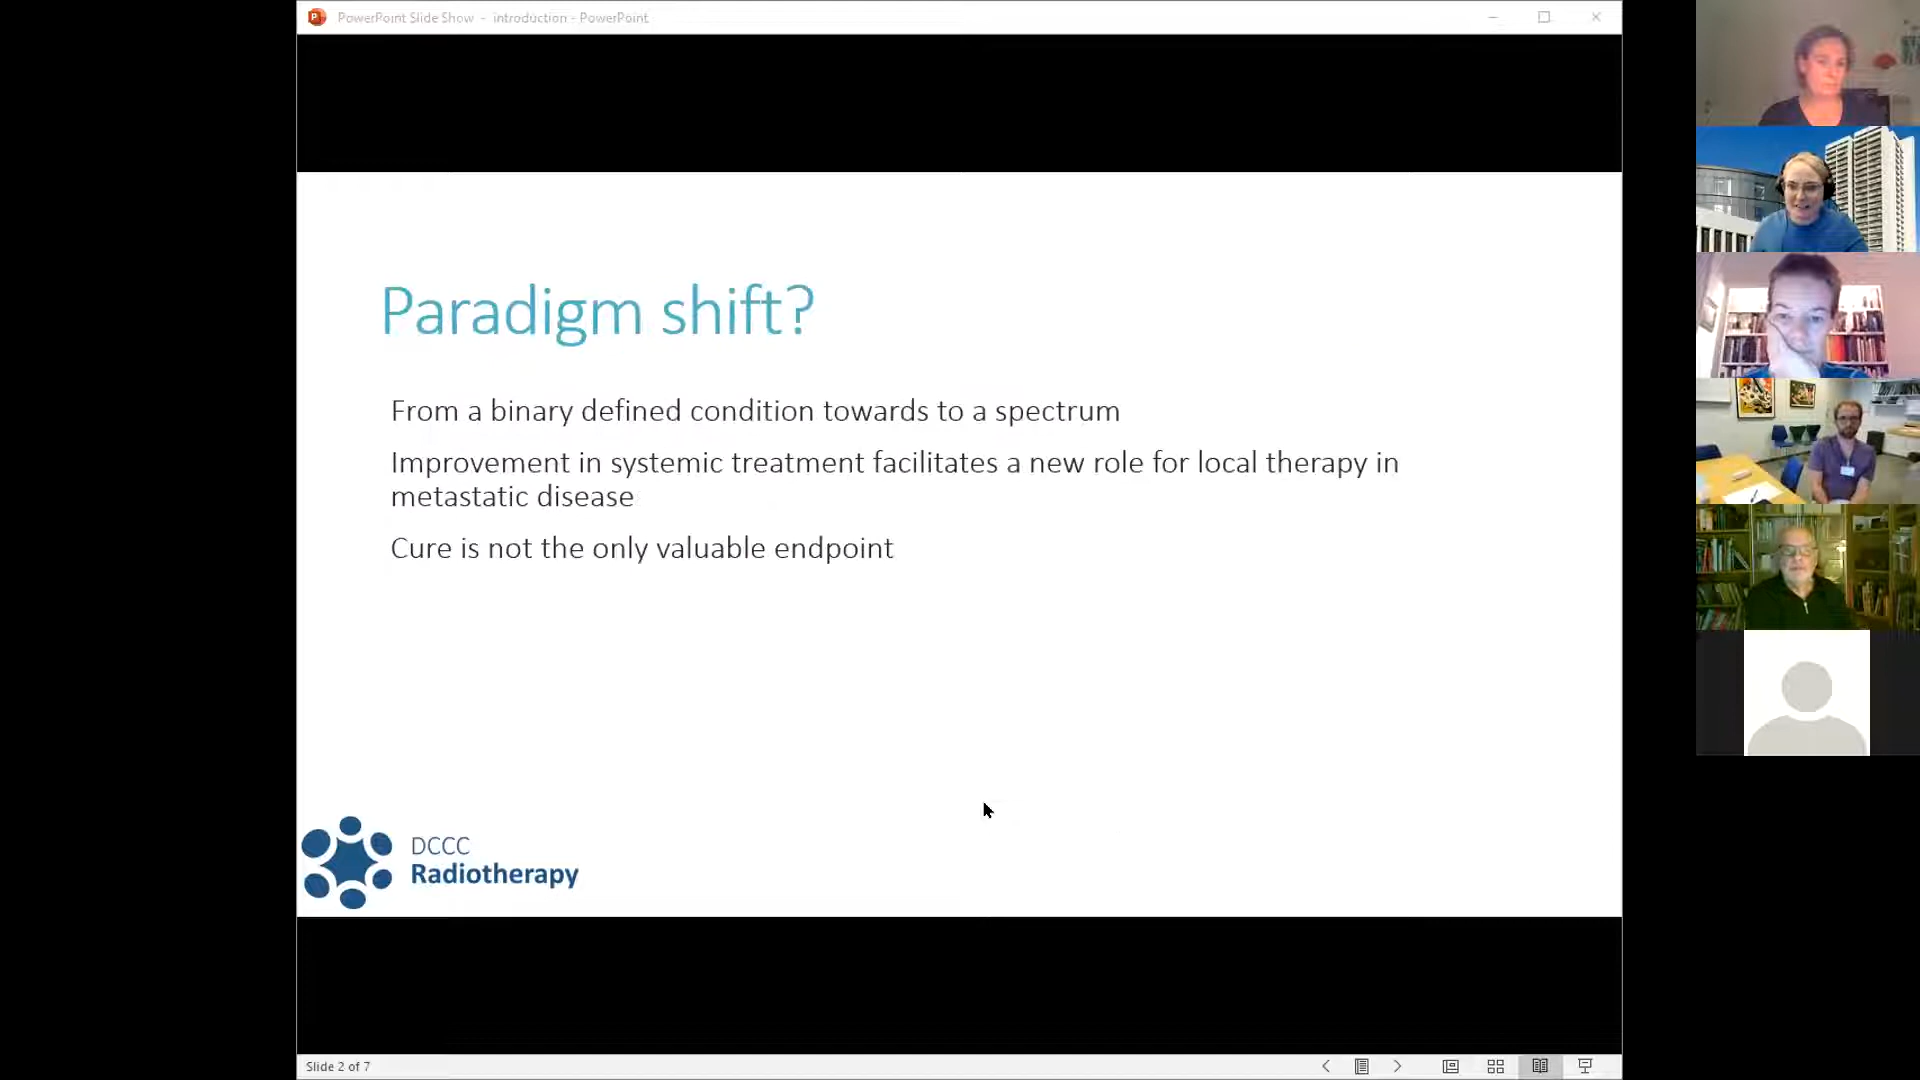 PowerPoint Slide Show - introduction - PowerPoint
Paradigm shift?
From a binary defined condition towards to a spectrum
Improvement in systemic treatment facilitates a new role for local therapy in
metastatic disease
Cure is not the only valuable endpoint
DCCC
Radiotherapy
Slide 2 of 7